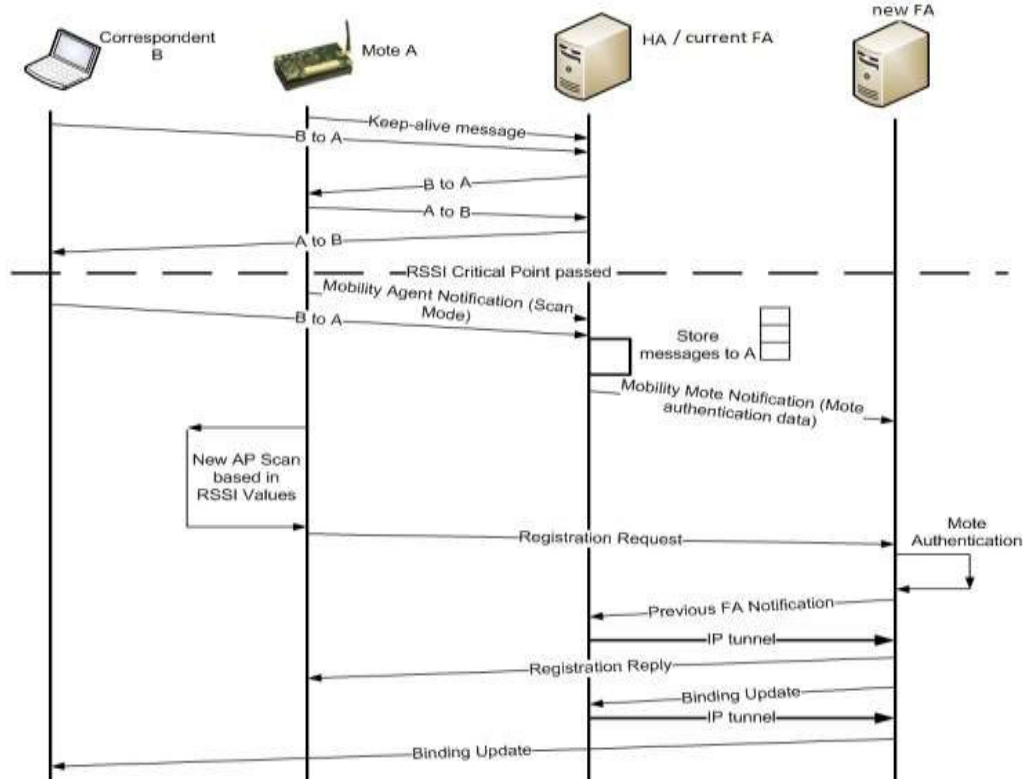 Correspondent
B
Mote A
HA / current FA
new FA
Keep-alive message
B to A
B to A
A to B
A to B
RSSI Critical Point passed
Mobility Agent Notification (Scan
Mode)
B to A
Store
messages to A
Mobility Mote Notification (Mote
authentication data)
New AP Scan
based in
RSSI Values
Registration Request
Mote
Authentication
Previous FA Notification
IP tunnel
Registration Reply
Binding Update
IP tunnel
Binding Update